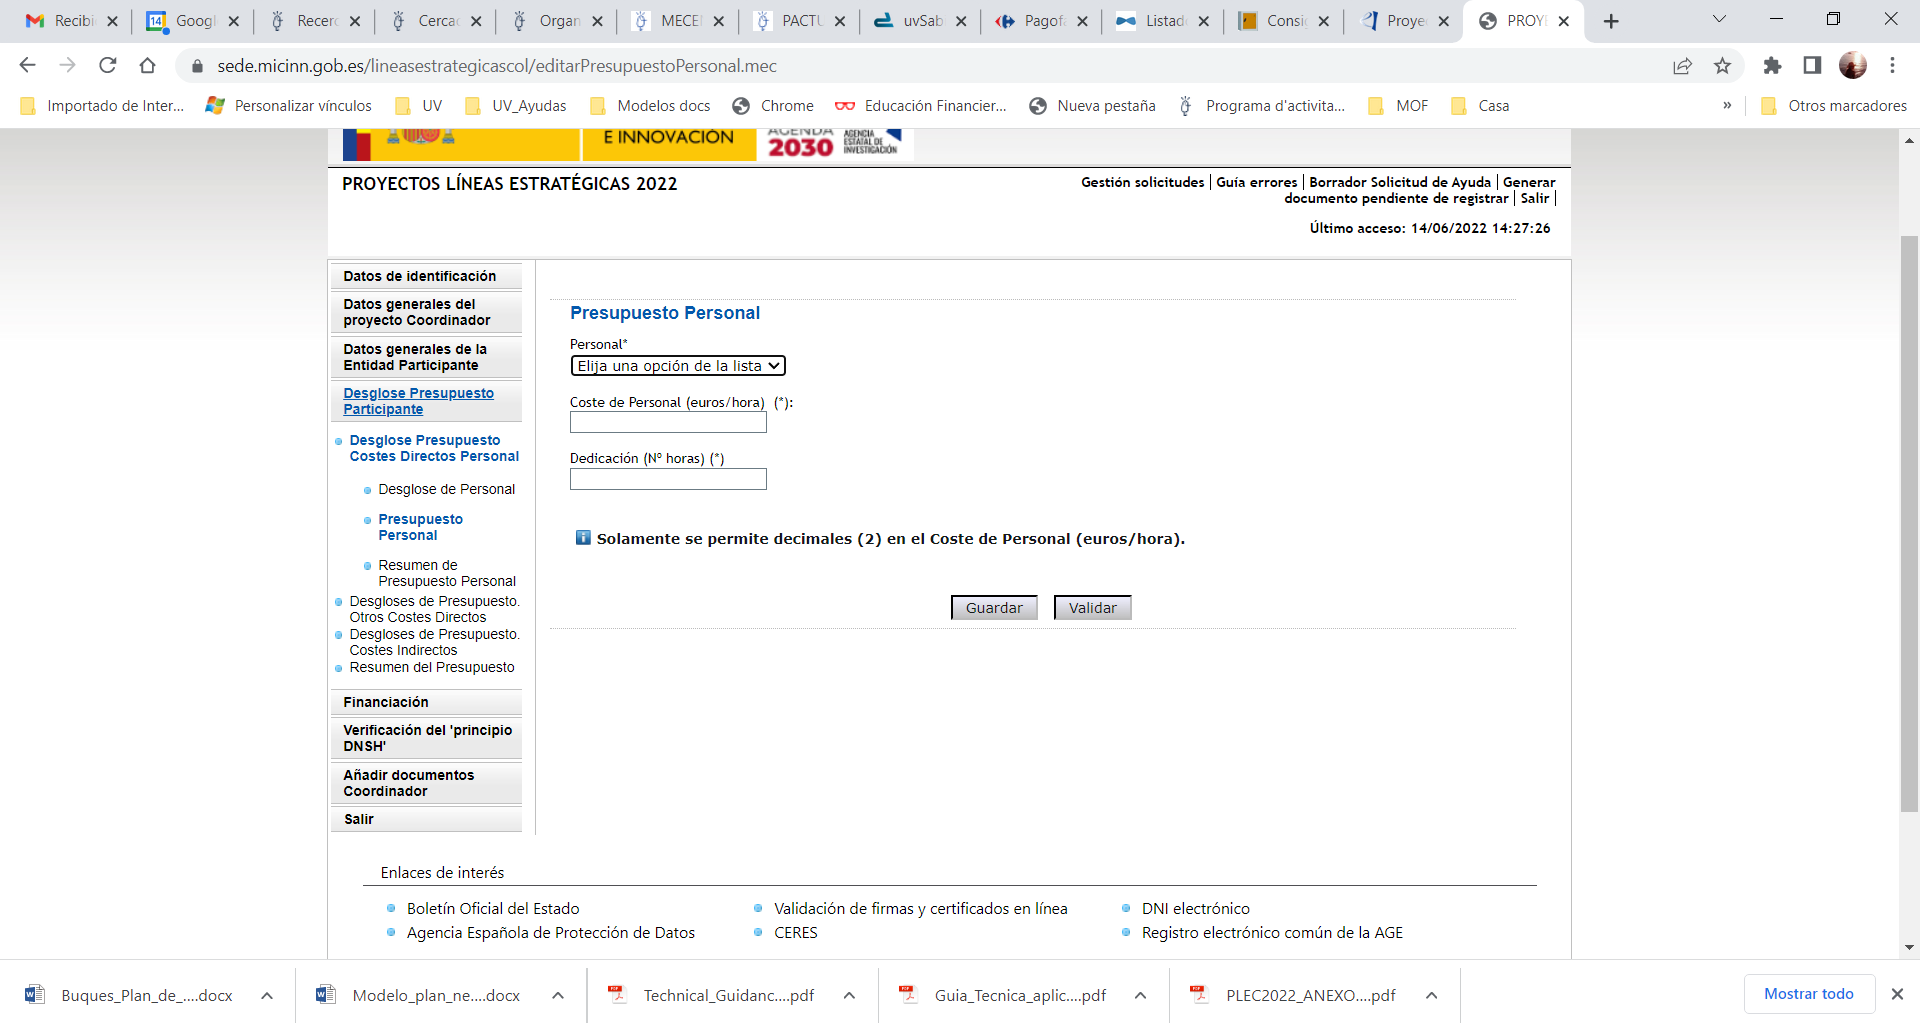 Recibi
14
Googl
Recerc
Cercac
Organ
MECE
PACTU
uvSab
Pagofa
Listad
Consi
Proye
PROY
sede.micinn.gob.es/lineasestrategicascol/editarPresupuestoPersonal.mec
Importado de Inter...
Personalizar vínculos
UV
UV_Ayudas
Modelos docs
Chrome
Educación Financier...
Nueva pestaña
Programa d'activita...
MOF
Casa
»
Otros marcadores
E INNOVACIÓN
AGENDA
2030
AGENCIA
ESTATAL DE
INVESTIGACIÓN
PROYECTOS LÍNEAS ESTRATÉGICAS 2022
Gestión solicitudes | Guía errores | Borrador Solicitud de Ayuda | Generar
documento pendiente de registrar | Salir |
Último acceso: 14/06/2022 14:27:26
Datos de identificación
Datos generales del
proyecto Coordinador
Datos generales de la
Entidad Participante
Desglose Presupuesto
Participante
Desglose Presupuesto
Costes Directos Personal
Desglose de Personal
Presupuesto
Personal
Resumen de
Presupuesto Personal
Desgloses de Presupuesto.
Otros Costes Directos
Desgloses de Presupuesto.
Costes Indirectos
Resumen del Presupuesto
Financiación
Verificación del 'principio
DNSH'
Añadir documentos
Coordinador
Salir
Presupuesto Personal
Personal*
Elija una opción de la lista
Coste de Personal (euros/hora) (*):
Dedicación (Nº horas) (*)
Solamente se permite decimales (2) en el Coste de Personal (euros/hora).
Guardar
Validar
Enlaces de interés
Boletín Oficial del Estado
Validación de firmas y certificados en línea
DNI electrónico
Agencia Española de Protección de Datos
CERES
Registro electrónico común de la AGE
Buques_Plan_de_....docx
Modelo_plan_ne....docx
Technical_Guidanc....pdf
Guia_Tecnica_aplic....pdf
PLEC2022_ANEXO....pdf
Mostrar todo